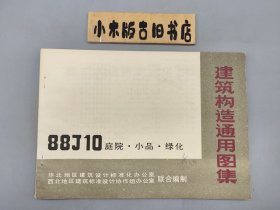 小木版古旧书店
建筑构造通用图集
88J10 庭院·小品·绿化
华北地区建筑设计标准化办公室
西北地区建筑标准设计协作组办公室 联合编制